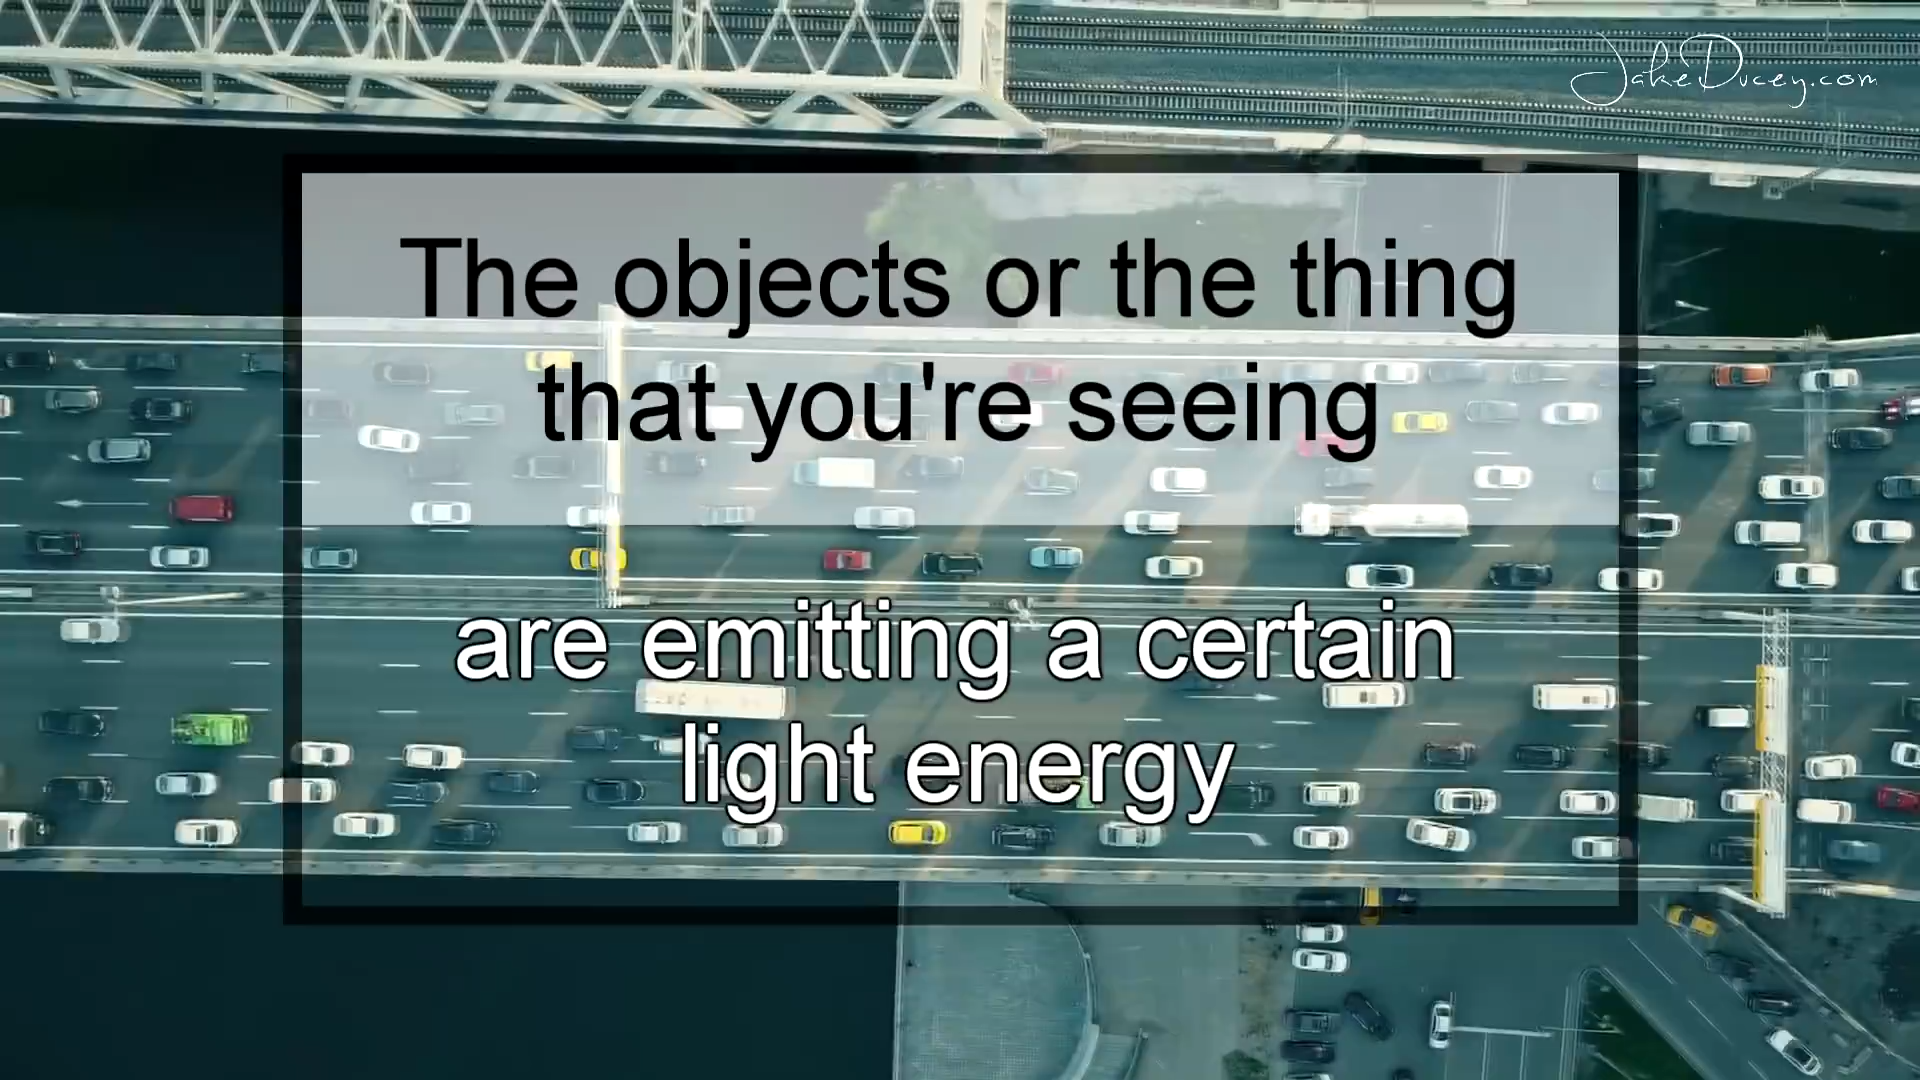 JakeDucey.com
The objects or the thing
that you're seeing
are emitting a certain
light energy